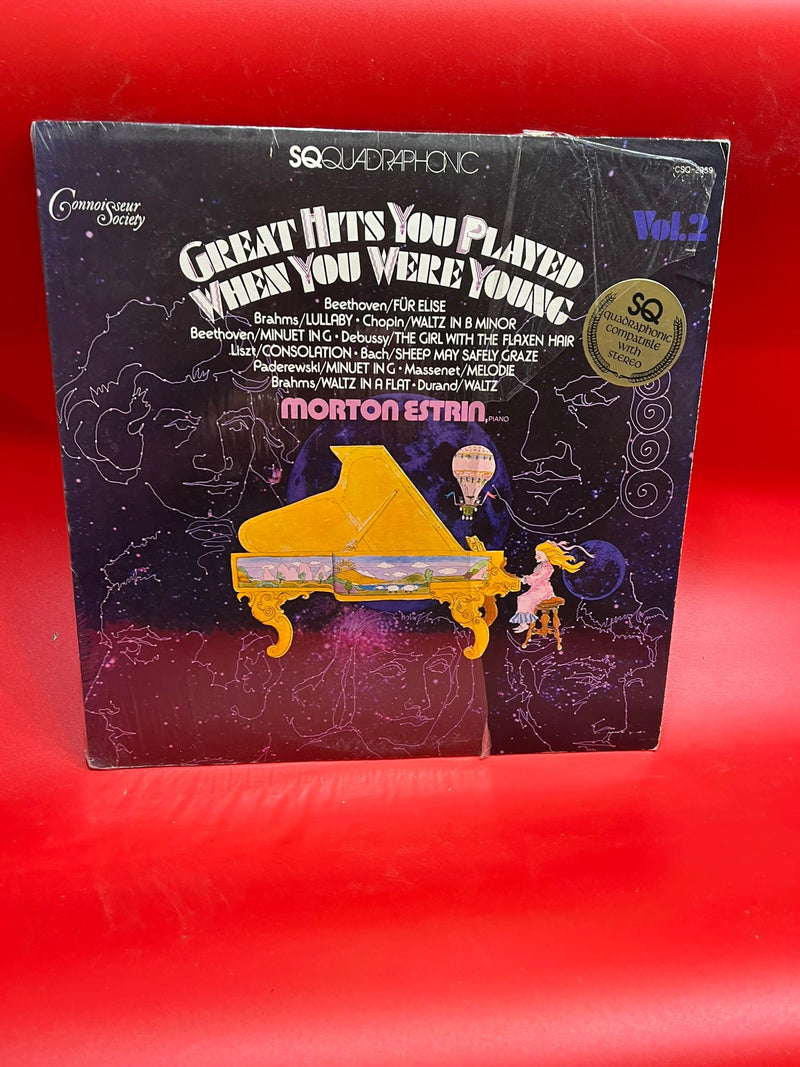 SQ QUADRAPHONIC
CSQ-2059
Connoisseur
Society
Vol.2
GREAT HITS YOU PLAYED
WHEN YOU WERE YOUNG
Beethoven/FÜR ELISE
Brahms/LULLABY • Chopin/WALTZ IN B MINOR
Beethoven/MINUET IN G • Debussy/THE GIRL WITH THE FLAXEN HAIR
Liszt/CONSOLATION • Bach/SHEEP MAY SAFELY GRAZE
Paderewski/MINUET IN G • Massenet/MELODIE
Brahms/WALTZ IN A FLAT • Durand/WALTZ
MORTON ESTRIN, PIANO
SQ
quadraphonic
compatible
with
stereo